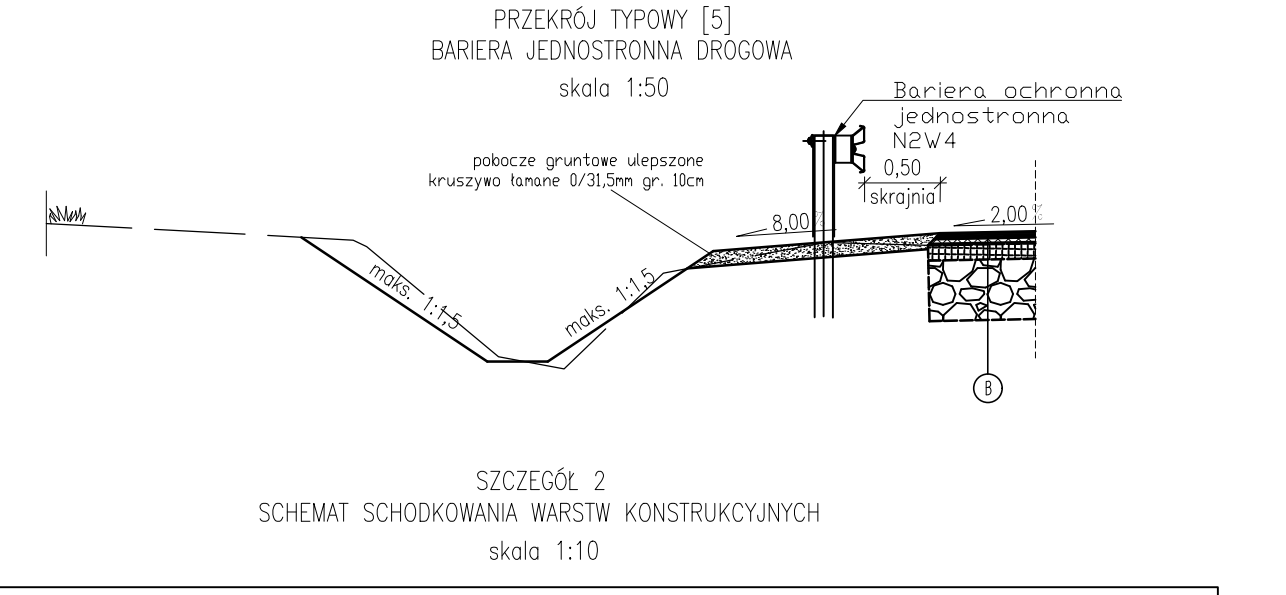 PRZEKRÓJ TYPOWY [5]
BARIERA JEDNOSTRONNA DROGOWA
skala 1:50
Bariera ochronna
jednostronna
N2W4
pobocze gruntowe ulepszone
kruszywo łamane 0/31,5mm gr. 10cm
0,50
skrajnia
8,00 %
2,00 %
maks. 1:1,5
maks. 1:1,5
B
SZCZEGÓŁ 2
SCHEMAT SCHODKOWANIA WARSTW KONSTRUKCYJNYCH
skala 1:10